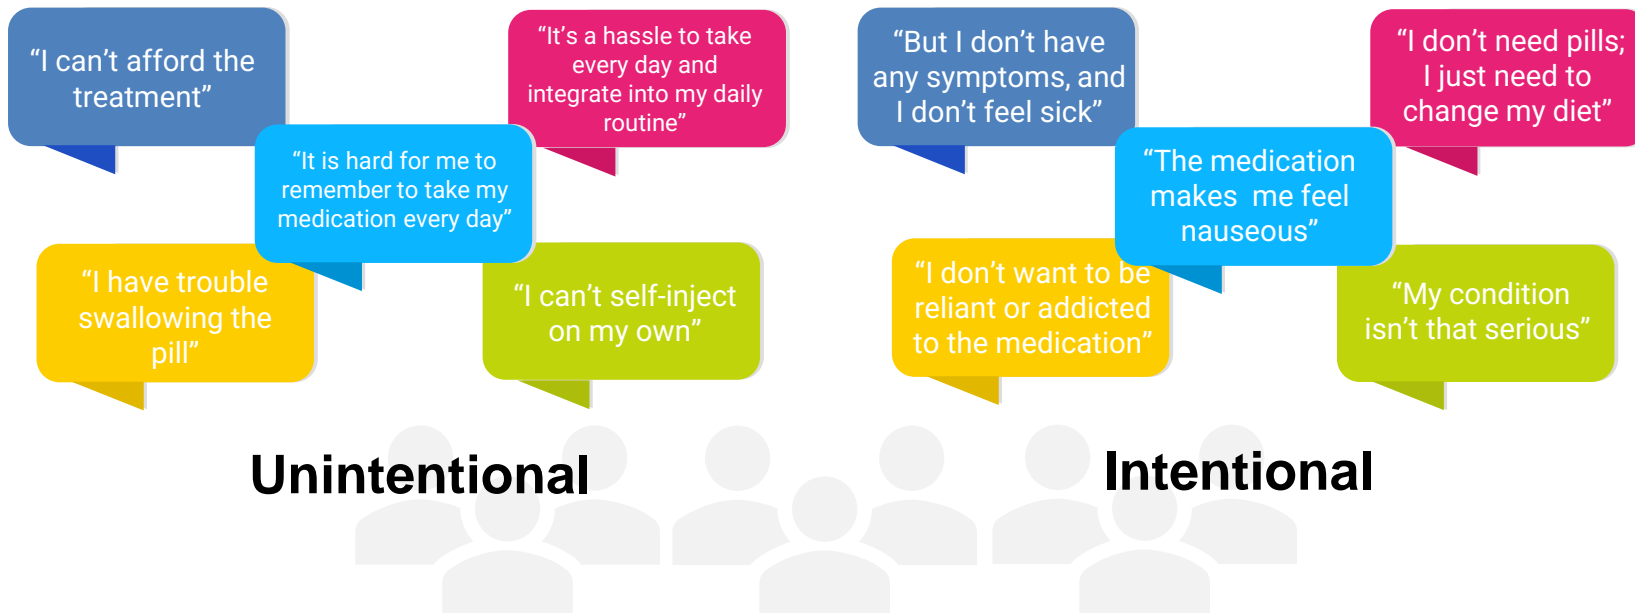 “I can’t afford the
treatment”
“It’s a hassle to take
every day and
integrate into my daily
routine”
“It is hard for me to
remember to take my
medication every day”
“I have trouble
swallowing the
pill”
“I can’t self-inject
on my own”
Unintentional
“But I don’t have
any symptoms, and
I don’t feel sick”
“I don’t need pills;
I just need to
change my diet”
“The medication
makes  me feel
nauseous”
“I don’t want to be
reliant or addicted
to the medication”
“My condition
isn’t that serious”
Intentional